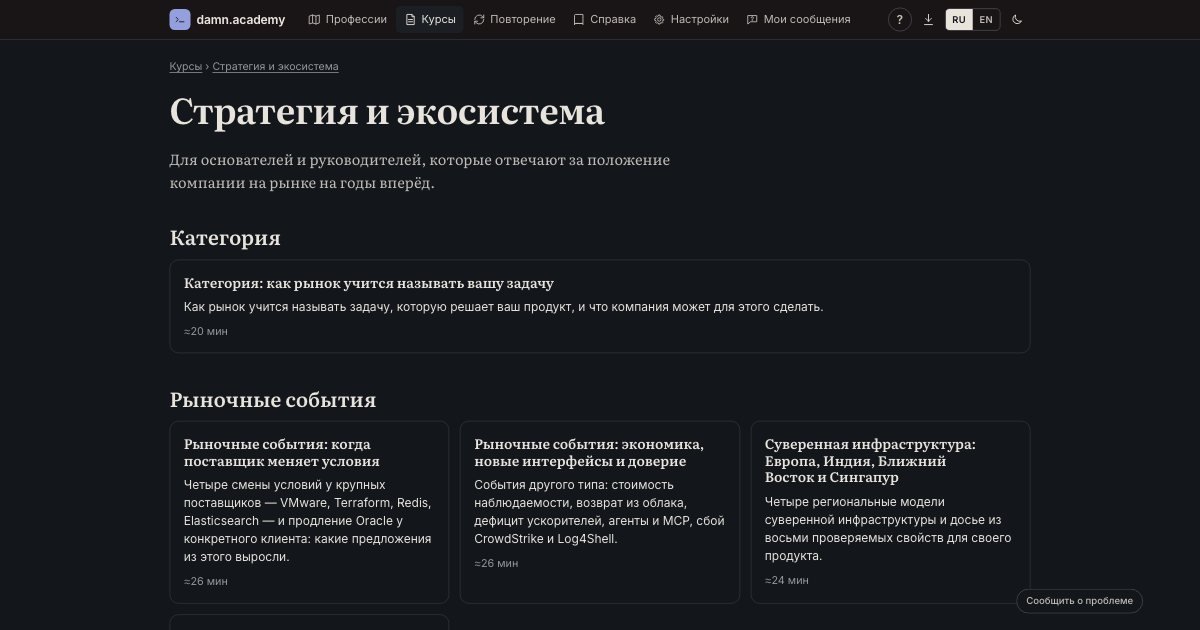 damn.academy
Профессии
Курсы
Повторение
Справка
Настройки
Мои сообщения
?
RU
EN
Курсы › Стратегия и экосистема
Стратегия и экосистема
Для основателей и руководителей, которые отвечают за положение
компании на рынке на годы вперёд.
Категория
Категория: как рынок учится называть вашу задачу
Как рынок учится называть задачу, которую решает ваш продукт, и что компания может для этого сделать.
≈20 мин
Рыночные события
Рыночные события: когда
поставщик меняет условия
Четыре смены условий у крупных
поставщиков — VMware, Terraform, Redis,
Elasticsearch — и продление Oracle у
конкретного клиента: какие предложения
из этого выросли.
≈26 мин
Рыночные события: экономика,
новые интерфейсы и доверие
События другого типа: стоимость
наблюдаемости, возврат из облака,
дефицит ускорителей, агенты и MCP, сбой
CrowdStrike и Log4Shell.
≈26 мин
Суверенная инфраструктура:
Европа, Индия, Ближний
Восток и Сингапур
Четыре региональные модели
суверенной инфраструктуры и досье из
восьми проверяемых свойств для своего
продукта.
≈24 мин
Сообщить о проблеме